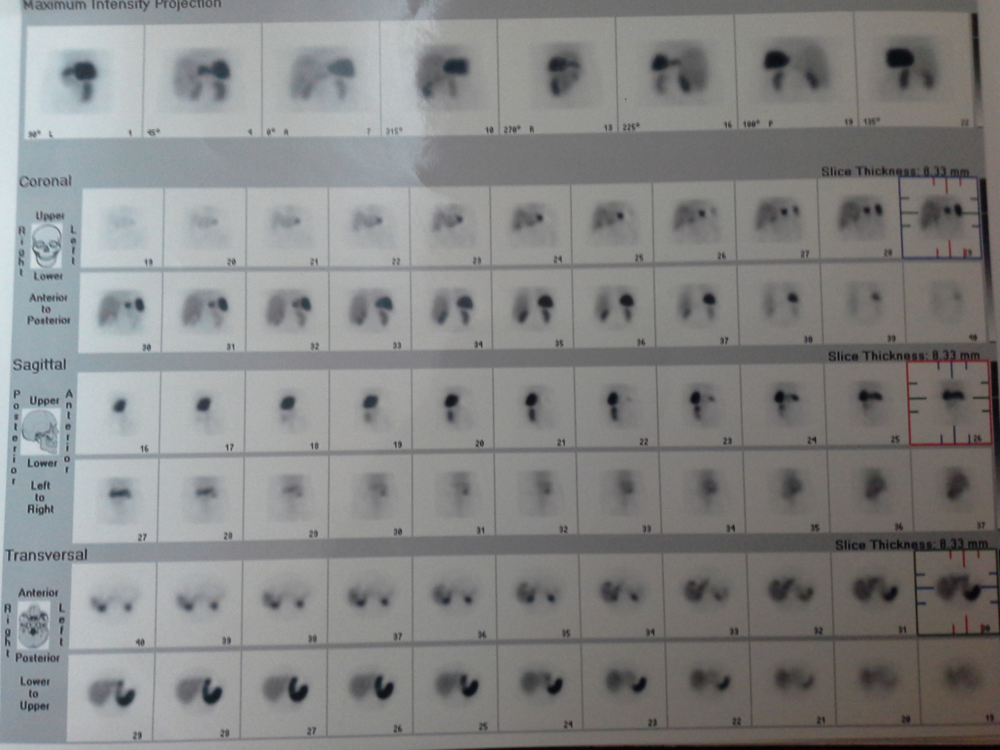 Maximum Intensity Projection
90° L 1 45° 4 0° A 7 315° 10 270° R 13 225° 16 180° P 19 135° 22
Coronal
Slice Thickness: 8.33 mm
Upper
Right
Left
Lower
Anterior
to
Posterior
19 20 21 22 23 24 25 26 27 28 29
30 31 32 33 34 35 36 37 38 39 40
Sagittal
Slice Thickness: 8.33 mm
Posterior
Upper
Anterior
Lower
Left
to
Right
16 17 18 19 20 21 22 23 24 25 26
27 28 29 30 31 32 33 34 35 36 37
Transversal
Slice Thickness: 8.33 mm
Anterior
Right
Left
Posterior
Lower
to
Upper
40 39 38 37 36 35 34 33 32 31 30
29 28 27 26 25 24 23 22 21 20 19